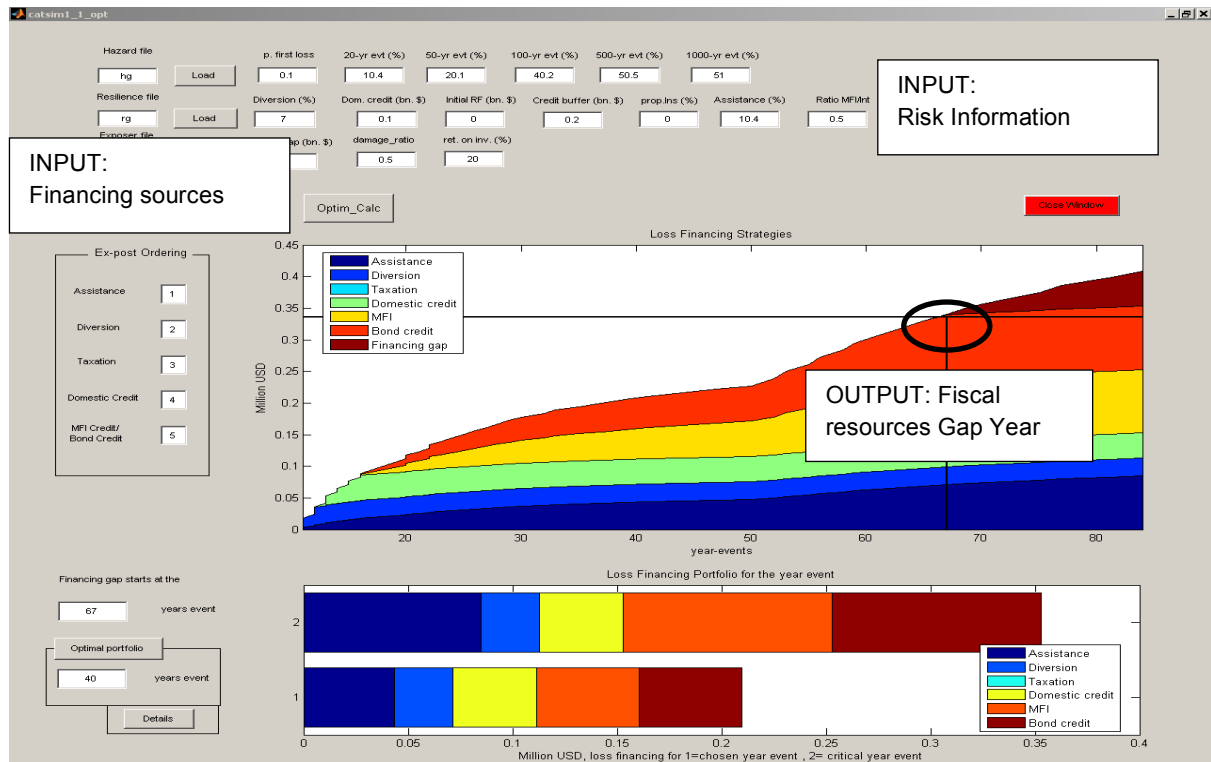 catsim1_1_opt
Hazard file
p. first loss 20-yr evt (%) 50-yr evt (%) 100-yr evt (%) 500-yr evt (%) 1000-yr evt (%)
hg Load 0.1 10.4 20.1 40.2 50.5 51
Resilience file
Diversion (%) Dom. credit (bn. $) Initial RF (bn. $) Credit buffer (bn. $) prop.Ins (%) Assistance (%) Ratio MFI/Int
rg Load 7 0.1 0 0.2 0 10.4 0.5
Exposer file
ap (bn. $) damage_ratio ret. on inv. (%)
0.5 20
INPUT:
Risk Information
INPUT:
Financing sources
Optim_Calc
Close Window
Ex-post Ordering
Assistance 1
Diversion 2
Taxation 3
Domestic Credit 4
MFI Credit/
Bond Credit 5
Loss Financing Strategies
0.45
0.4
0.35
0.3
0.25
0.2
0.15
0.1
0.05
0
Million USD
Assistance
Diversion
Taxation
Domestic credit
MFI
Bond credit
Financing gap
OUTPUT: Fiscal
resources Gap Year
20 30 40 50 60 70 80
year-events
Financing gap starts at the
67 years event
Optimal portfolio
40 years event
Details
Loss Financing Portfolio for the year event
2
1
Assistance
Diversion
Taxation
Domestic credit
MFI
Bond credit
0 0.05 0.1 0.15 0.2 0.25 0.3 0.35 0.4
Million USD, loss financing for 1=chosen year event , 2= critical year event